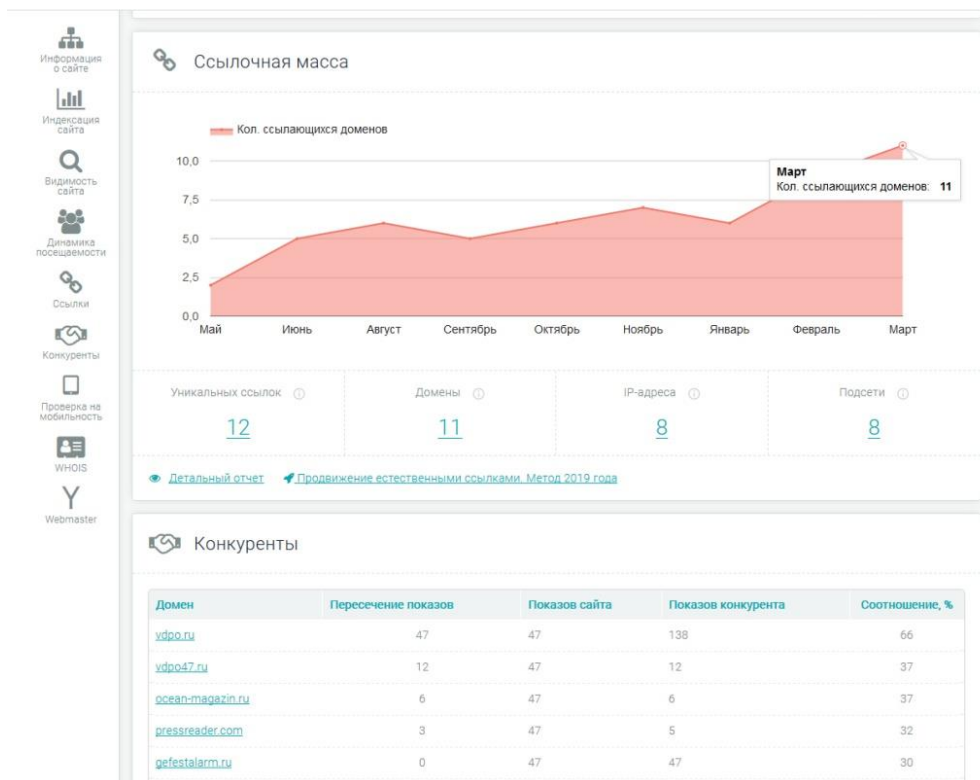 Информация
о сайте
Индексация
сайта
Видимость
сайта
Динамика
посещаемости
Ссылки
Конкуренты
Проверка на
мобильность
WHOIS
Webmaster
Ссылочная масса
Кол. ссылающихся доменов
10,0
7,5
5,0
2,5
0,0
Март
Кол. ссылающихся доменов: 11
Май Июнь Август Сентябрь Октябрь Ноябрь Январь Февраль Март
Уникальных ссылок Домены IP-адреса Подсети
12 11 8 8
Детальный отчет Продвижение естественными ссылками. Метод 2019 года
Конкуренты
Домен Пересечение показов Показов сайта Показов конкурента Соотношение, %
vdpo.ru 47 47 138 66
vdpo47.ru 12 47 12 37
ocean-magazin.ru 6 47 6 37
pressreader.com 3 47 5 32
gefestalarm.ru 0 47 47 30